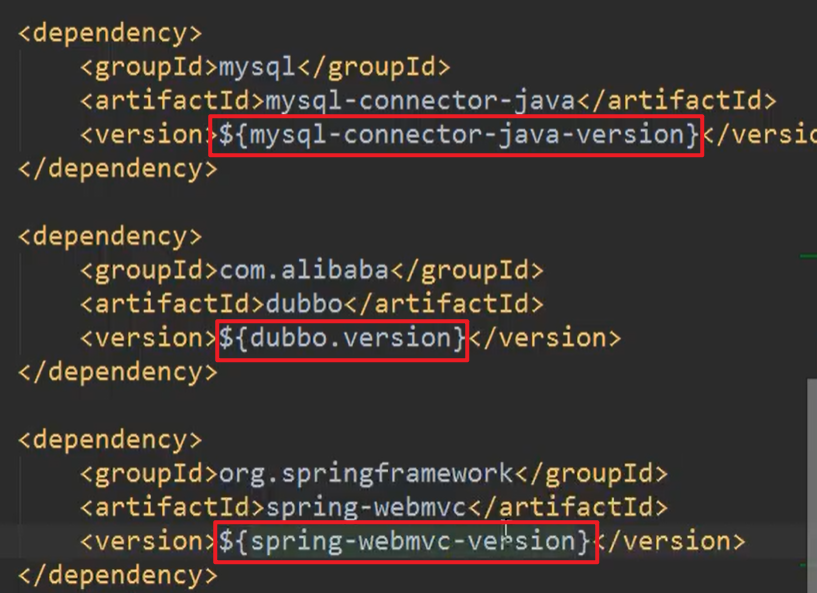 <dependency>
<groupId>mysql</groupId>
<artifactId>mysql-connector-java</artifactId>
<version>${mysql-connector-java-version}</versio
</dependency>
<dependency>
<groupId>com.alibaba</groupId>
<artifactId>dubbo</artifactId>
<version>${dubbo.version}</version>
</dependency>
<dependency>
<groupId>org.springframework</groupId>
<artifactId>spring-webmvc</artifactId>
<version>${spring-webmvc-version}</version>
</dependency>